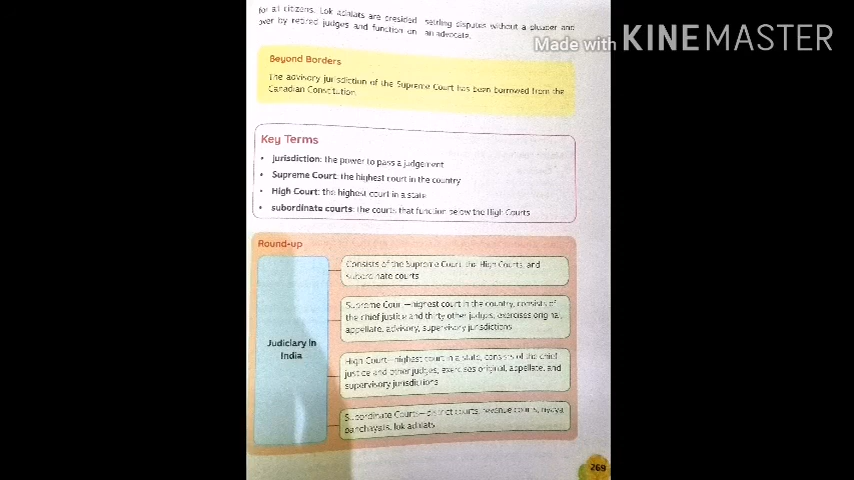 for all citizens. Lok adalats are presided
over by retired judges and function on
settling disputes without a pleader and
an advocate.
Made with KINEMASTER
Beyond Borders
The advisory jurisdiction of the Supreme Court has been borrowed from the
Canadian Constitution
Key Terms
• Jurisdiction: the power to pass a judgement
• Supreme Court: the highest court in the country
• High Court: the highest court in a state
• subordinate courts: the courts that function below the High Courts
Round-up
Judiciary in
India
Consists of the Supreme Court, the High Courts, and
subordinate courts
Supreme Court—highest court in the country, consists of
the chief justice and thirty other judges, exercises original,
appellate, advisory, supervisory jurisdictions
High Court—highest court in a state, consists of the chief
justice and other judges, exercises original, appellate, and
supervisory jurisdictions
Subordinate Courts—district courts, revenue courts, nyaya
panchayats, lok adalats
269